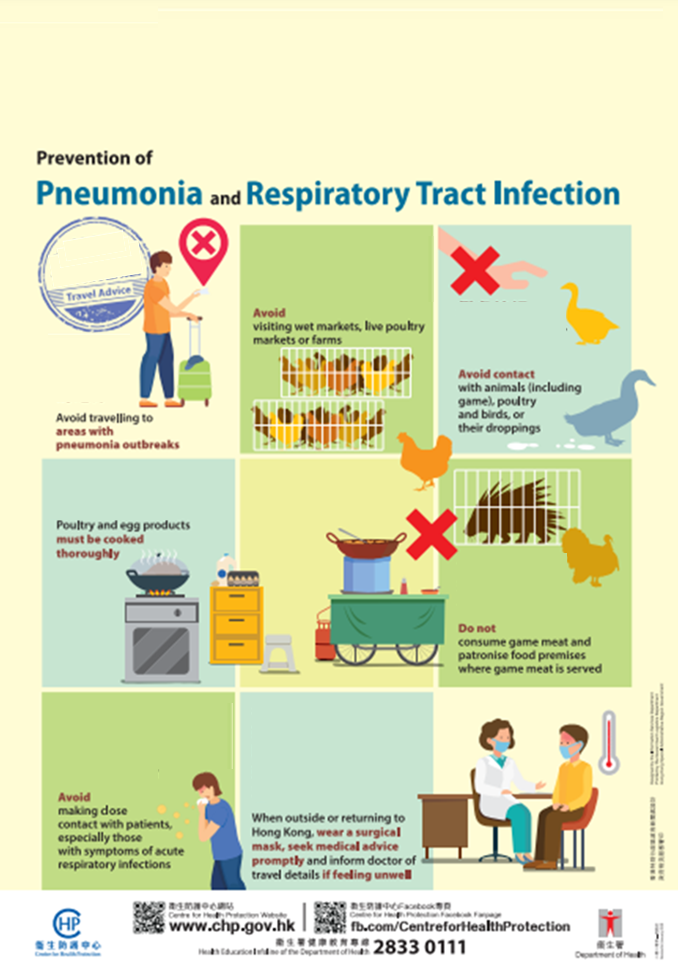 Prevention of
Pneumonia and Respiratory Tract Infection
Travel Advice
Avoid travelling to
areas with
pneumonia outbreaks
Avoid
visiting wet markets, live poultry
markets or farms
Avoid contact
with animals (including
game), poultry
and birds, or
their droppings
Poultry and egg products
must be cooked
thoroughly
Do not
consume game meat and
patronise food premises
where game meat is served
Avoid
making close
contact with patients,
especially those
with symptoms of acute
respiratory infections
When outside or returning to
Hong Kong, wear a surgical
mask, seek medical advice
promptly and inform doctor of
travel details if feeling unwell
CHP
衞生防護中心
Centre for Health Protection
衞生防護中心網站
Centre for Health Protection Website
www.chp.gov.hk
衞生防護中心Facebook專頁
Centre for Health Protection Facebook Fanpage
fb.com/CentreforHealthProtection
衞生署健康教育專線
Health Education Infoline of the Department of Health
2833 0111
衞生署
Department of Health